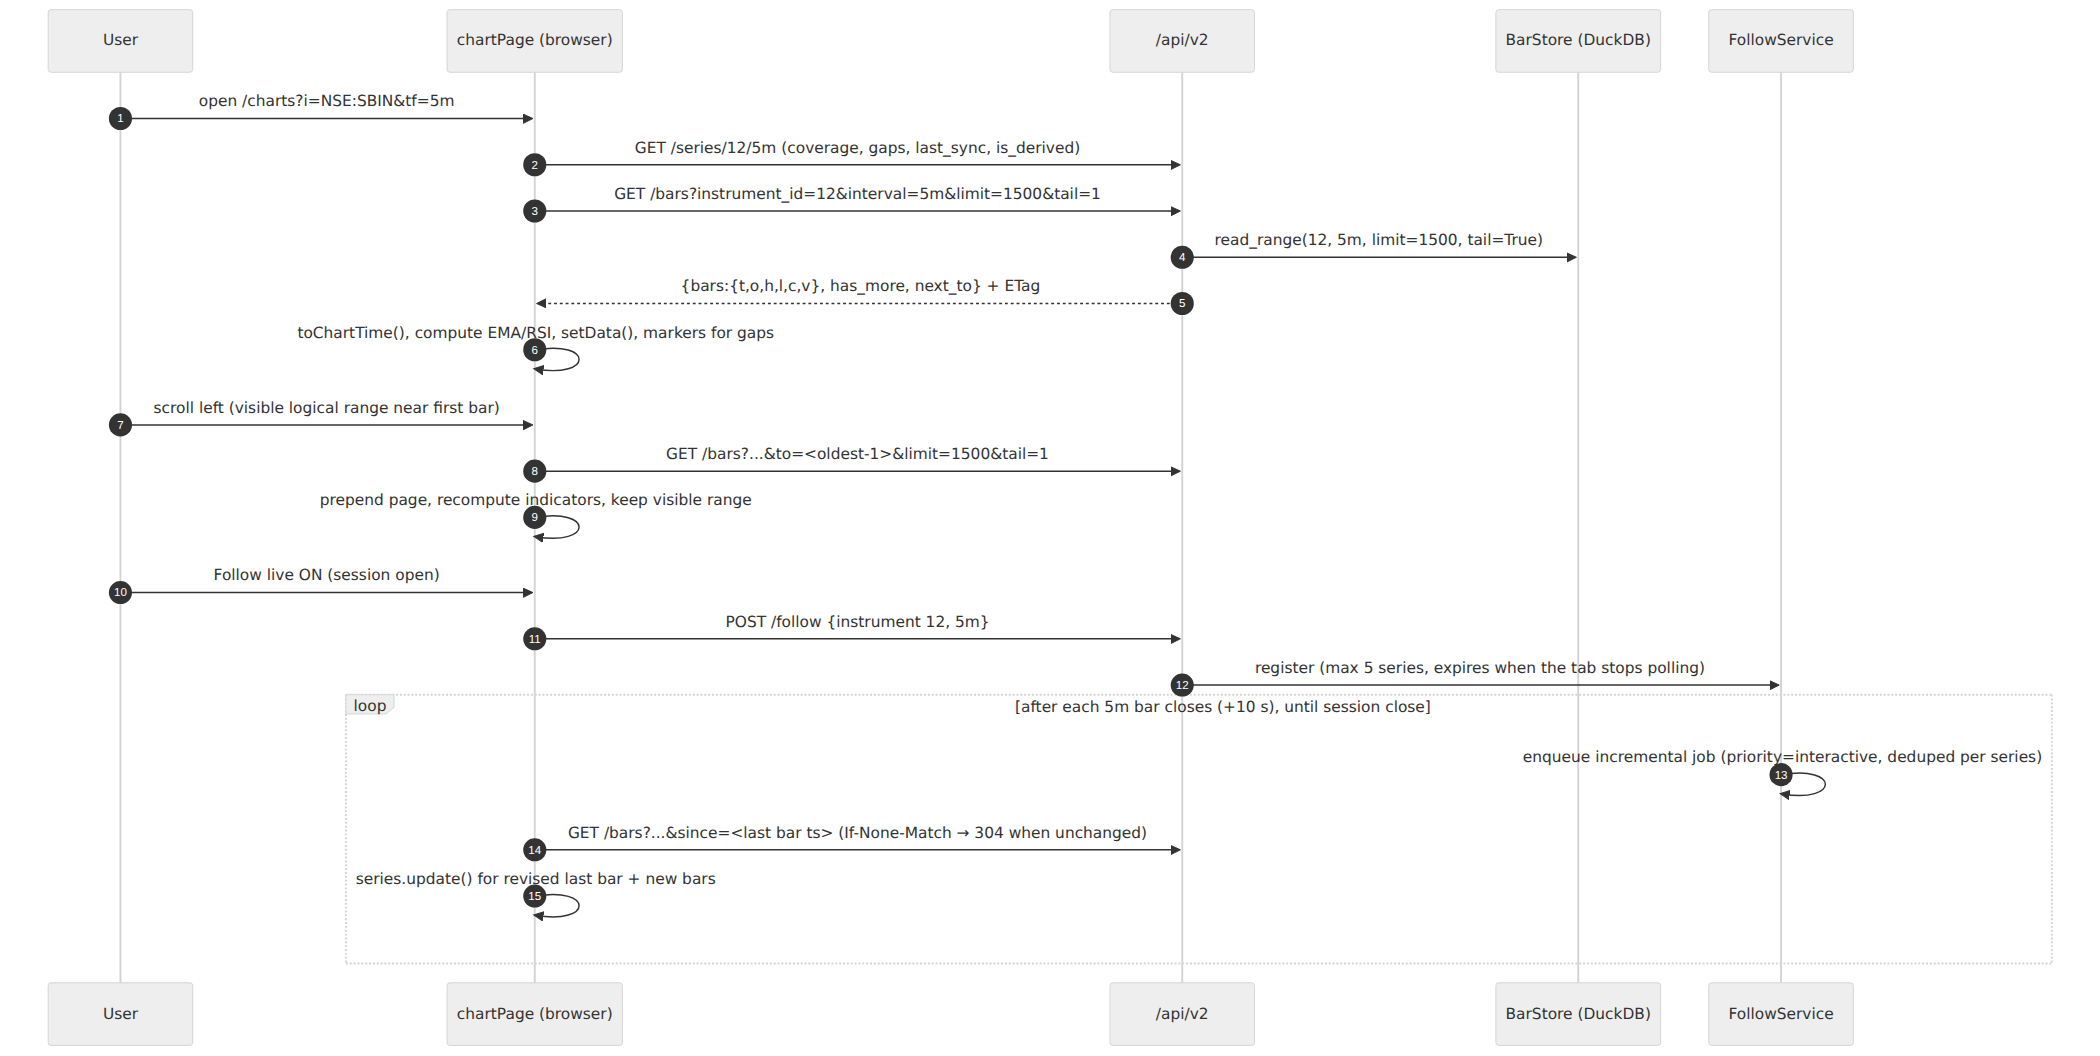 User
chartPage (browser)
/api/v2
BarStore (DuckDB)
FollowService
open /charts?i=NSE:SBIN&tf=5m
1
GET /series/12/5m (coverage, gaps, last_sync, is_derived)
2
GET /bars?instrument_id=12&interval=5m&limit=1500&tail=1
3
read_range(12, 5m, limit=1500, tail=True)
4
{bars:{t,o,h,l,c,v}, has_more, next_to} + ETag
5
toChartTime(), compute EMA/RSI, setData(), markers for gaps
6
scroll left (visible logical range near first bar)
7
GET /bars?...&to=<oldest-1>&limit=1500&tail=1
8
prepend page, recompute indicators, keep visible range
9
Follow live ON (session open)
10
POST /follow {instrument 12, 5m}
11
register (max 5 series, expires when the tab stops polling)
12
loop
[after each 5m bar closes (+10 s), until session close]
enqueue incremental job (priority=interactive, deduped per series)
13
GET /bars?...&since=<last bar ts> (If-None-Match → 304 when unchanged)
14
series.update() for revised last bar + new bars
15
User
chartPage (browser)
/api/v2
BarStore (DuckDB)
FollowService